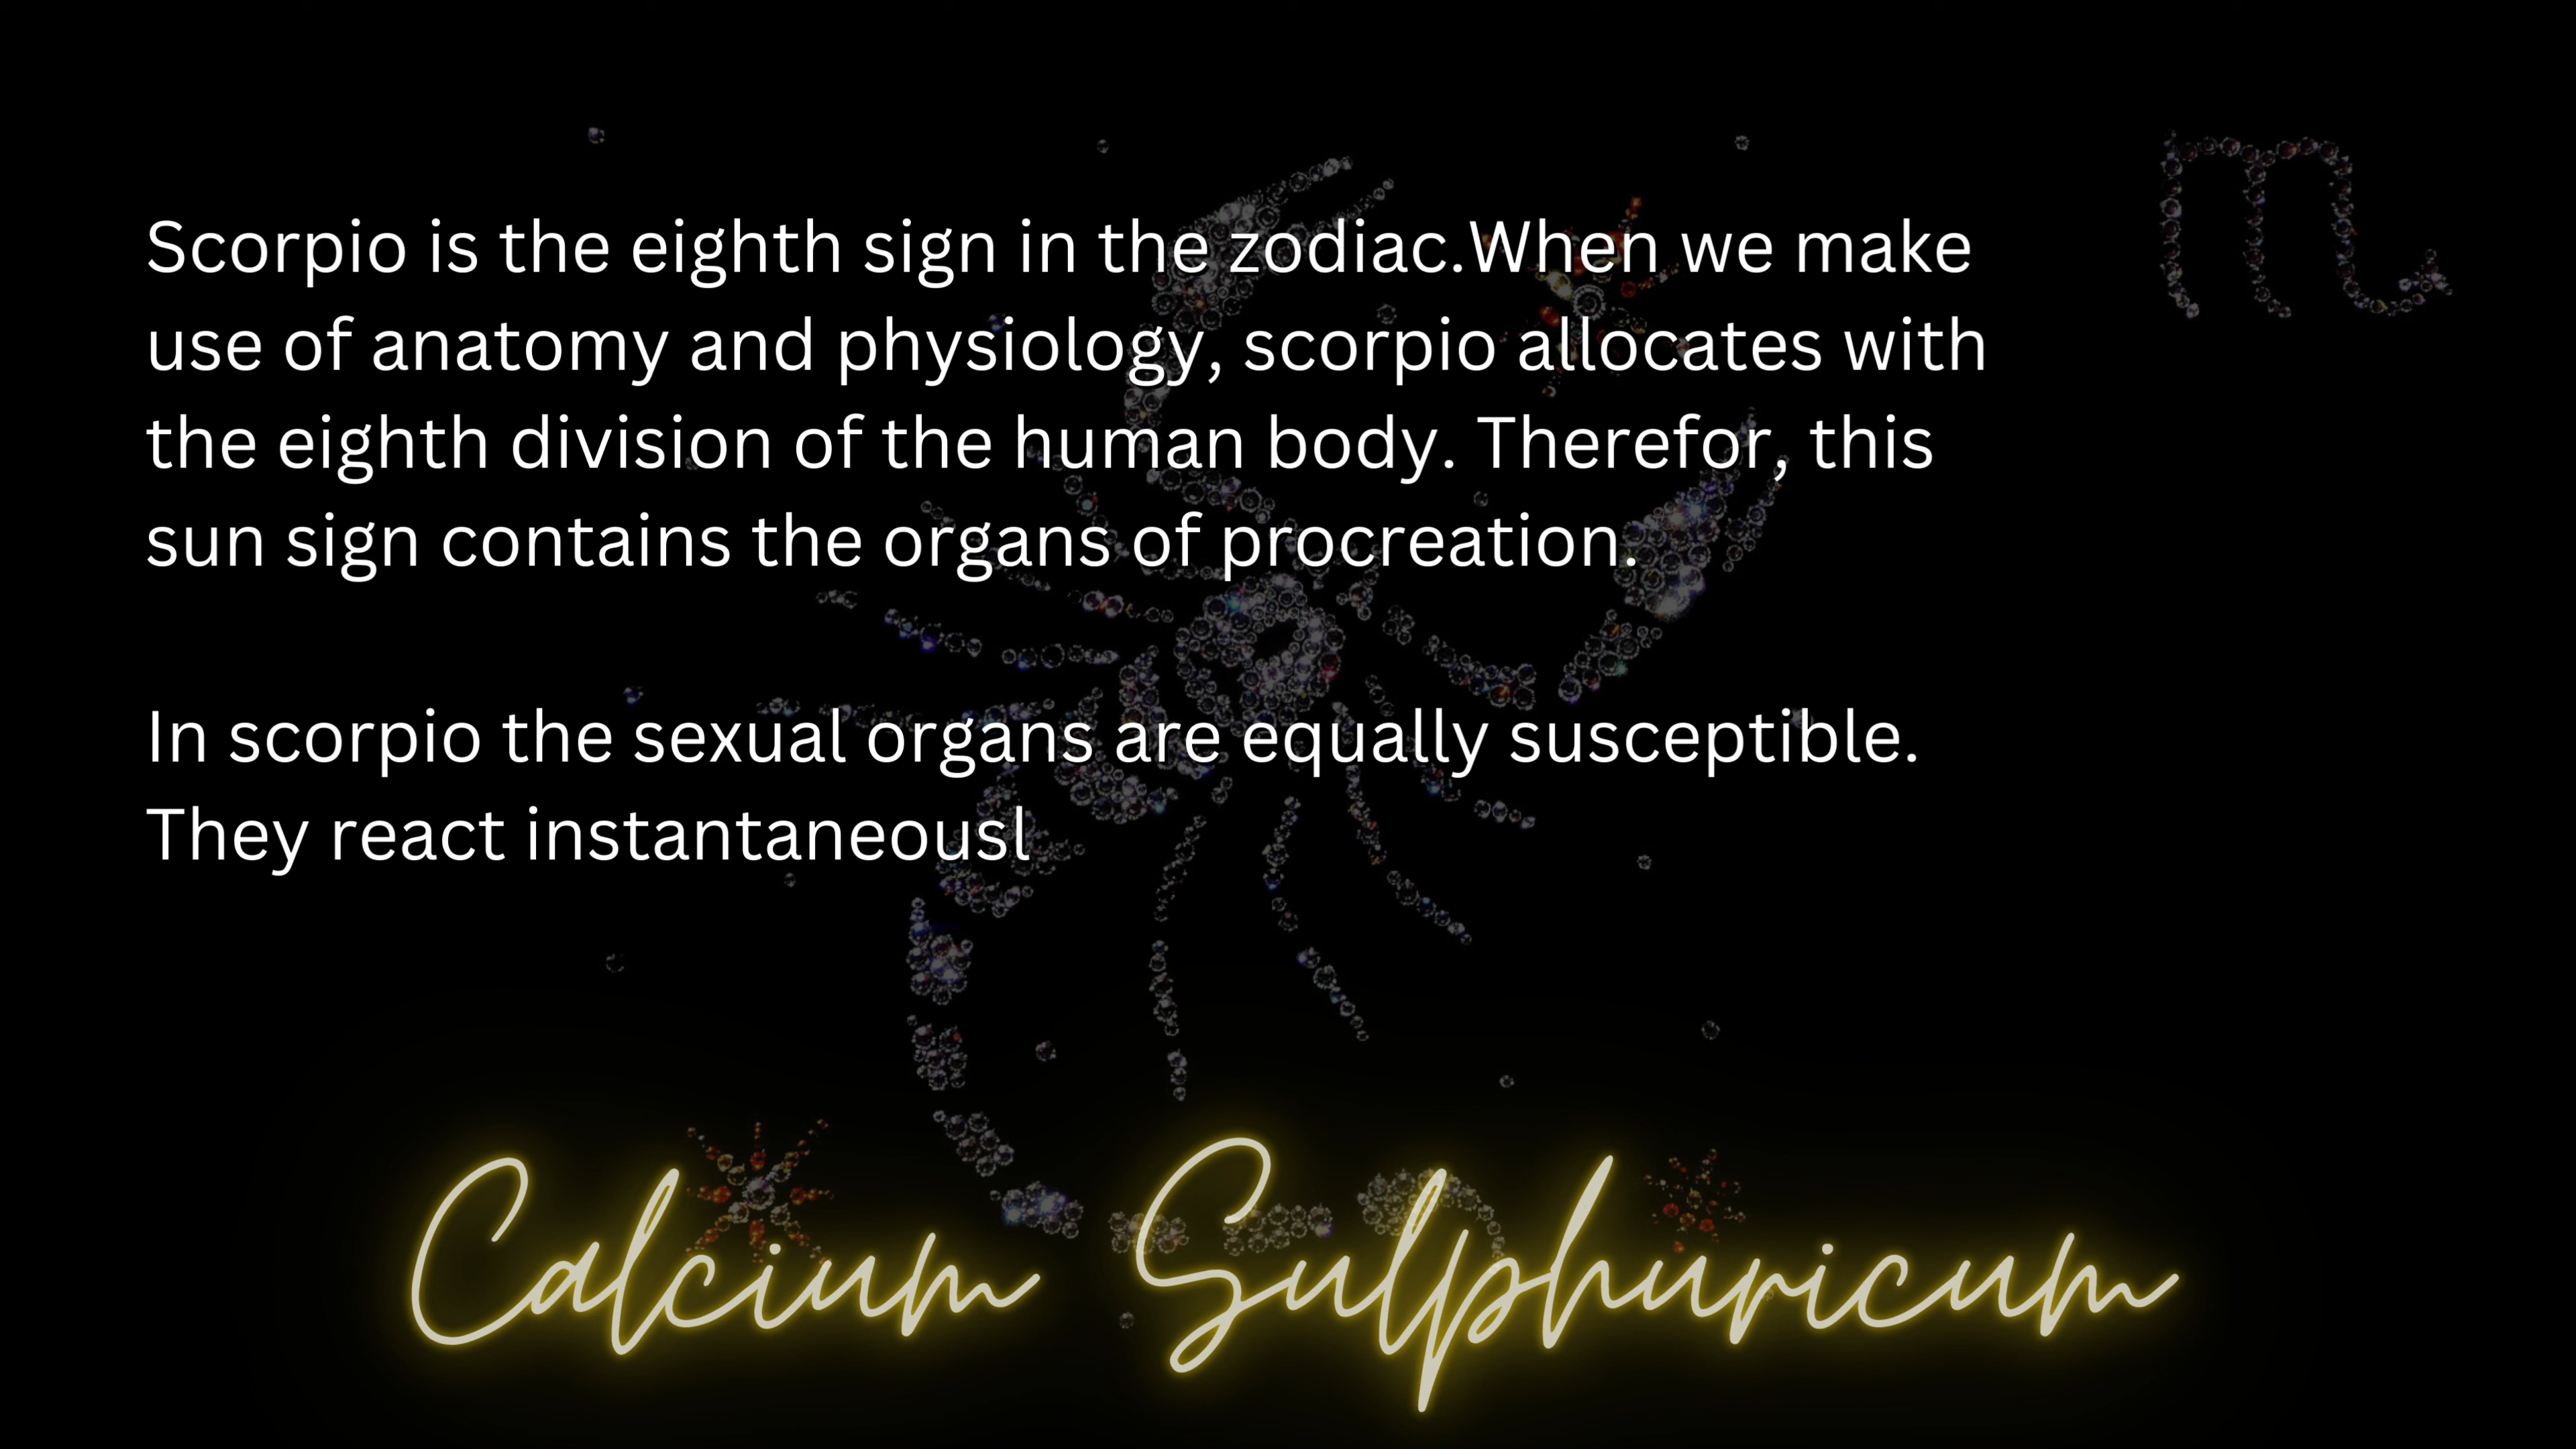 Scorpio is the eighth sign in the zodiac.When we make
use of anatomy and physiology, scorpio allocates with
the eighth division of the human body. Therefor, this
sun sign contains the organs of procreation.
In scorpio the sexual organs are equally susceptible.
They react instantaneousl
Calcium Sulphuricum